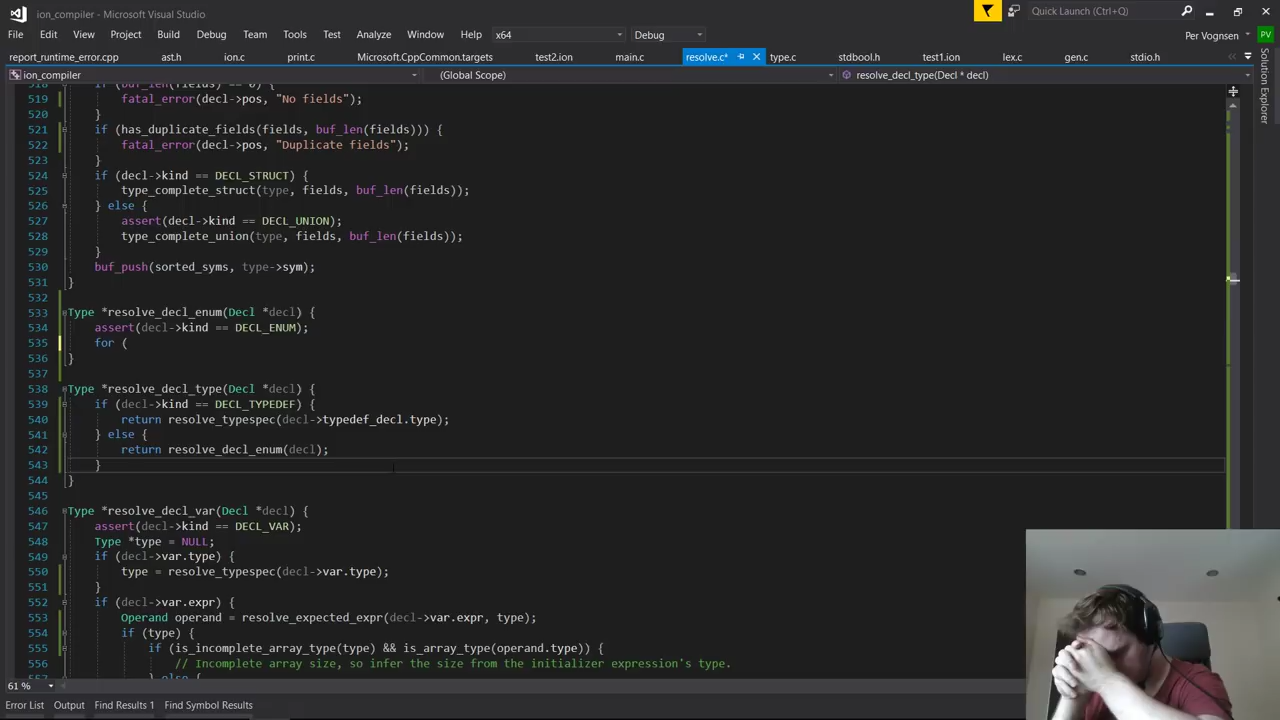 ion_compiler - Microsoft Visual Studio
Quick Launch (Ctrl+Q)
File Edit View Project Build Debug Team Tools Test Analyze Window Help x64 Debug
Per Vognsen PV
report_runtime_error.cpp ast.h ion.c print.c Microsoft.CppCommon.targets test2.ion main.c resolve.c* type.c stdbool.h test1.ion lex.c gen.c stdio.h
ion_compiler (Global Scope) resolve_decl_type(Decl * decl)
Solution Explorer
518 if (buf_len(fields) == 0) {
519 fatal_error(decl->pos, "No fields");
520 }
521 if (has_duplicate_fields(fields, buf_len(fields))) {
522 fatal_error(decl->pos, "Duplicate fields");
523 }
524 if (decl->kind == DECL_STRUCT) {
525 type_complete_struct(type, fields, buf_len(fields));
526 } else {
527 assert(decl->kind == DECL_UNION);
528 type_complete_union(type, fields, buf_len(fields));
529 }
530 buf_push(sorted_syms, type->sym);
531 }
532
533 Type *resolve_decl_enum(Decl *decl) {
534 assert(decl->kind == DECL_ENUM);
535 for (
536 }
537
538 Type *resolve_decl_type(Decl *decl) {
539 if (decl->kind == DECL_TYPEDEF) {
540 return resolve_typespec(decl->typedef_decl.type);
541 } else {
542 return resolve_decl_enum(decl);
543 }
544 }
545
546 Type *resolve_decl_var(Decl *decl) {
547 assert(decl->kind == DECL_VAR);
548 Type *type = NULL;
549 if (decl->var.type) {
550 type = resolve_typespec(decl->var.type);
551 }
552 if (decl->var.expr) {
553 Operand operand = resolve_expected_expr(decl->var.expr, type);
554 if (type) {
555 if (is_incomplete_array_type(type) && is_array_type(operand.type)) {
556 // Incomplete array size, so infer the size from the initializer expression's type.
557 } else {
61 %
Error List Output Find Results 1 Find Symbol Results